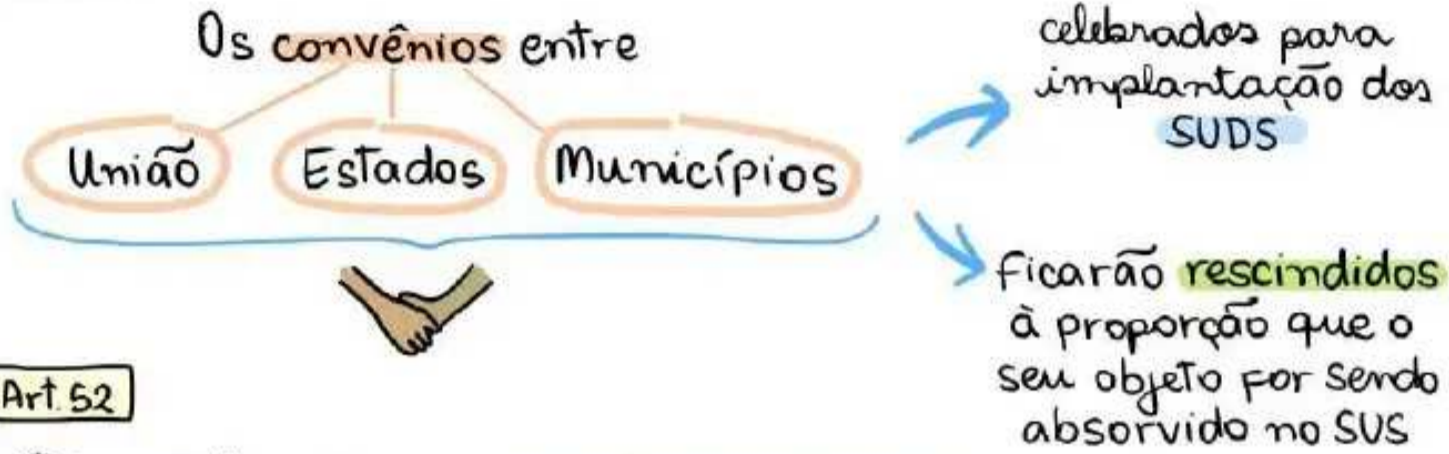 Os convênios entre
União Estados Municípios
celebrados para
implantação dos
SUDS
ficarão rescindidos
à proporção que o
seu objeto for sendo
absorvido no SUS
Art. 52